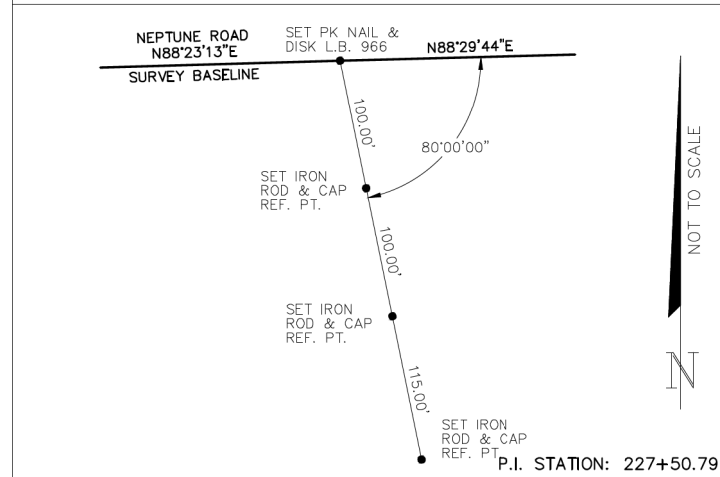 NEPTUNE ROAD
N88°23'13"E
SURVEY BASELINE
SET PK NAIL &
DISK L.B. 966
N88°29'44"E
100.00'
80°00'00"
SET IRON
ROD & CAP
REF. PT.
100.00'
SET IRON
ROD & CAP
REF. PT.
115.00'
SET IRON
ROD & CAP
REF. PT.
NOT TO SCALE
N
P.I. STATION: 227+50.79